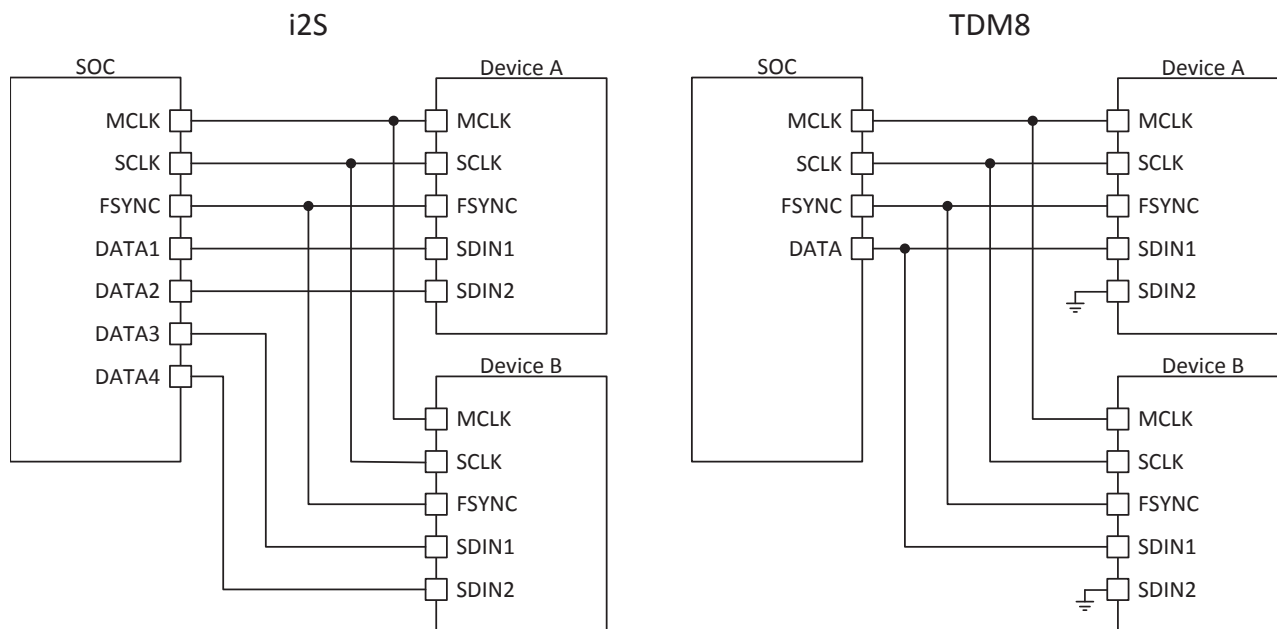 i2S
SOC
MCLK
SCLK
FSYNC
DATA1
DATA2
DATA3
DATA4
Device A
MCLK
SCLK
FSYNC
SDIN1
SDIN2
Device B
MCLK
SCLK
FSYNC
SDIN1
SDIN2
TDM8
SOC
MCLK
SCLK
FSYNC
DATA
Device A
MCLK
SCLK
FSYNC
SDIN1
SDIN2
Device B
MCLK
SCLK
FSYNC
SDIN1
SDIN2